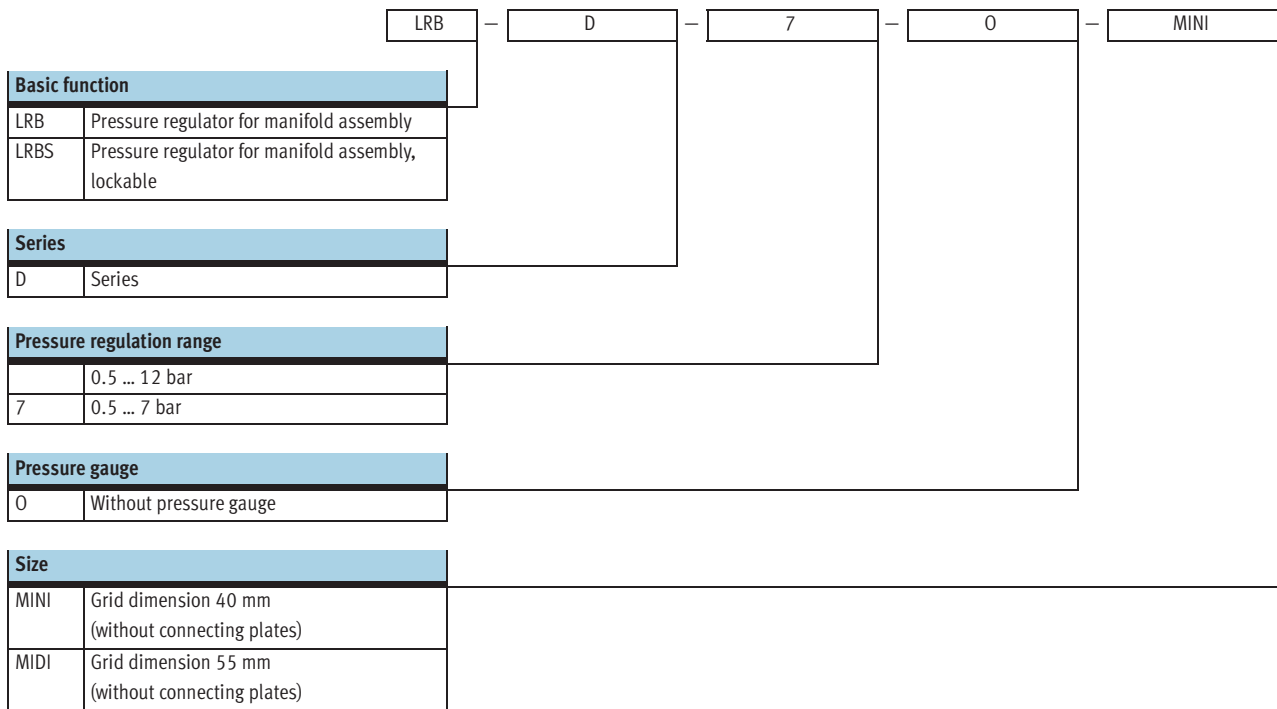 LRB – D – 7 – O – MINI
Basic function
LRB Pressure regulator for manifold assembly
LRBS Pressure regulator for manifold assembly,
lockable
Series
D Series
Pressure regulation range
0.5 … 12 bar
7 0.5 … 7 bar
Pressure gauge
O Without pressure gauge
Size
MINI Grid dimension 40 mm
(without connecting plates)
MIDI Grid dimension 55 mm
(without connecting plates)